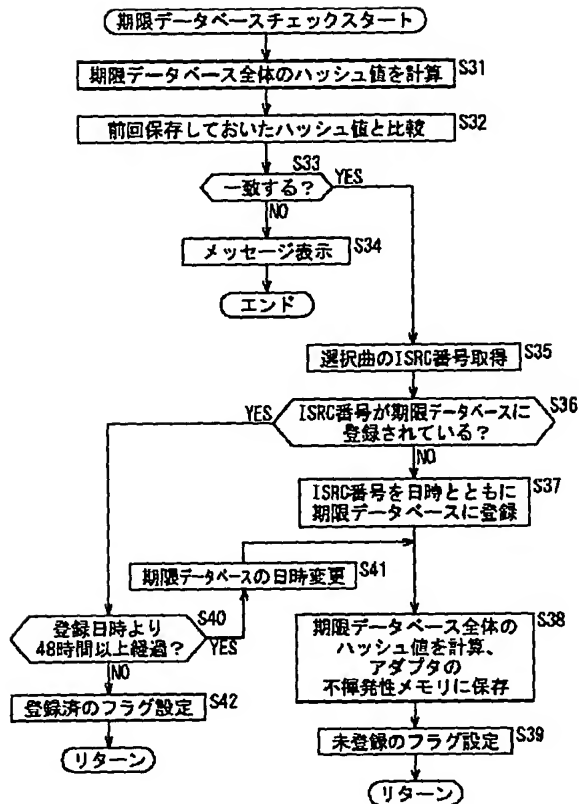 期限データベースチェックスタート
期限データベース全体のハッシュ値を計算
S31
前回保存しておいたハッシュ値と比較
S32
S33
一致する?
YES
NO
メッセージ表示
S34
エンド
選択曲のISRC番号取得
S35
YES
ISRC番号が期限データベースに
登録されている?
S36
NO
ISRC番号を日時とともに
期限データベースに登録
S37
期限データベースの日時変更
S41
S40
登録日時より
48時間以上経過?
YES
NO
期限データベース全体の
ハッシュ値を計算、
アダプタの
不揮発性メモリに保存
S38
登録済のフラグ設定
S42
未登録のフラグ設定
S39
リターン
リターン